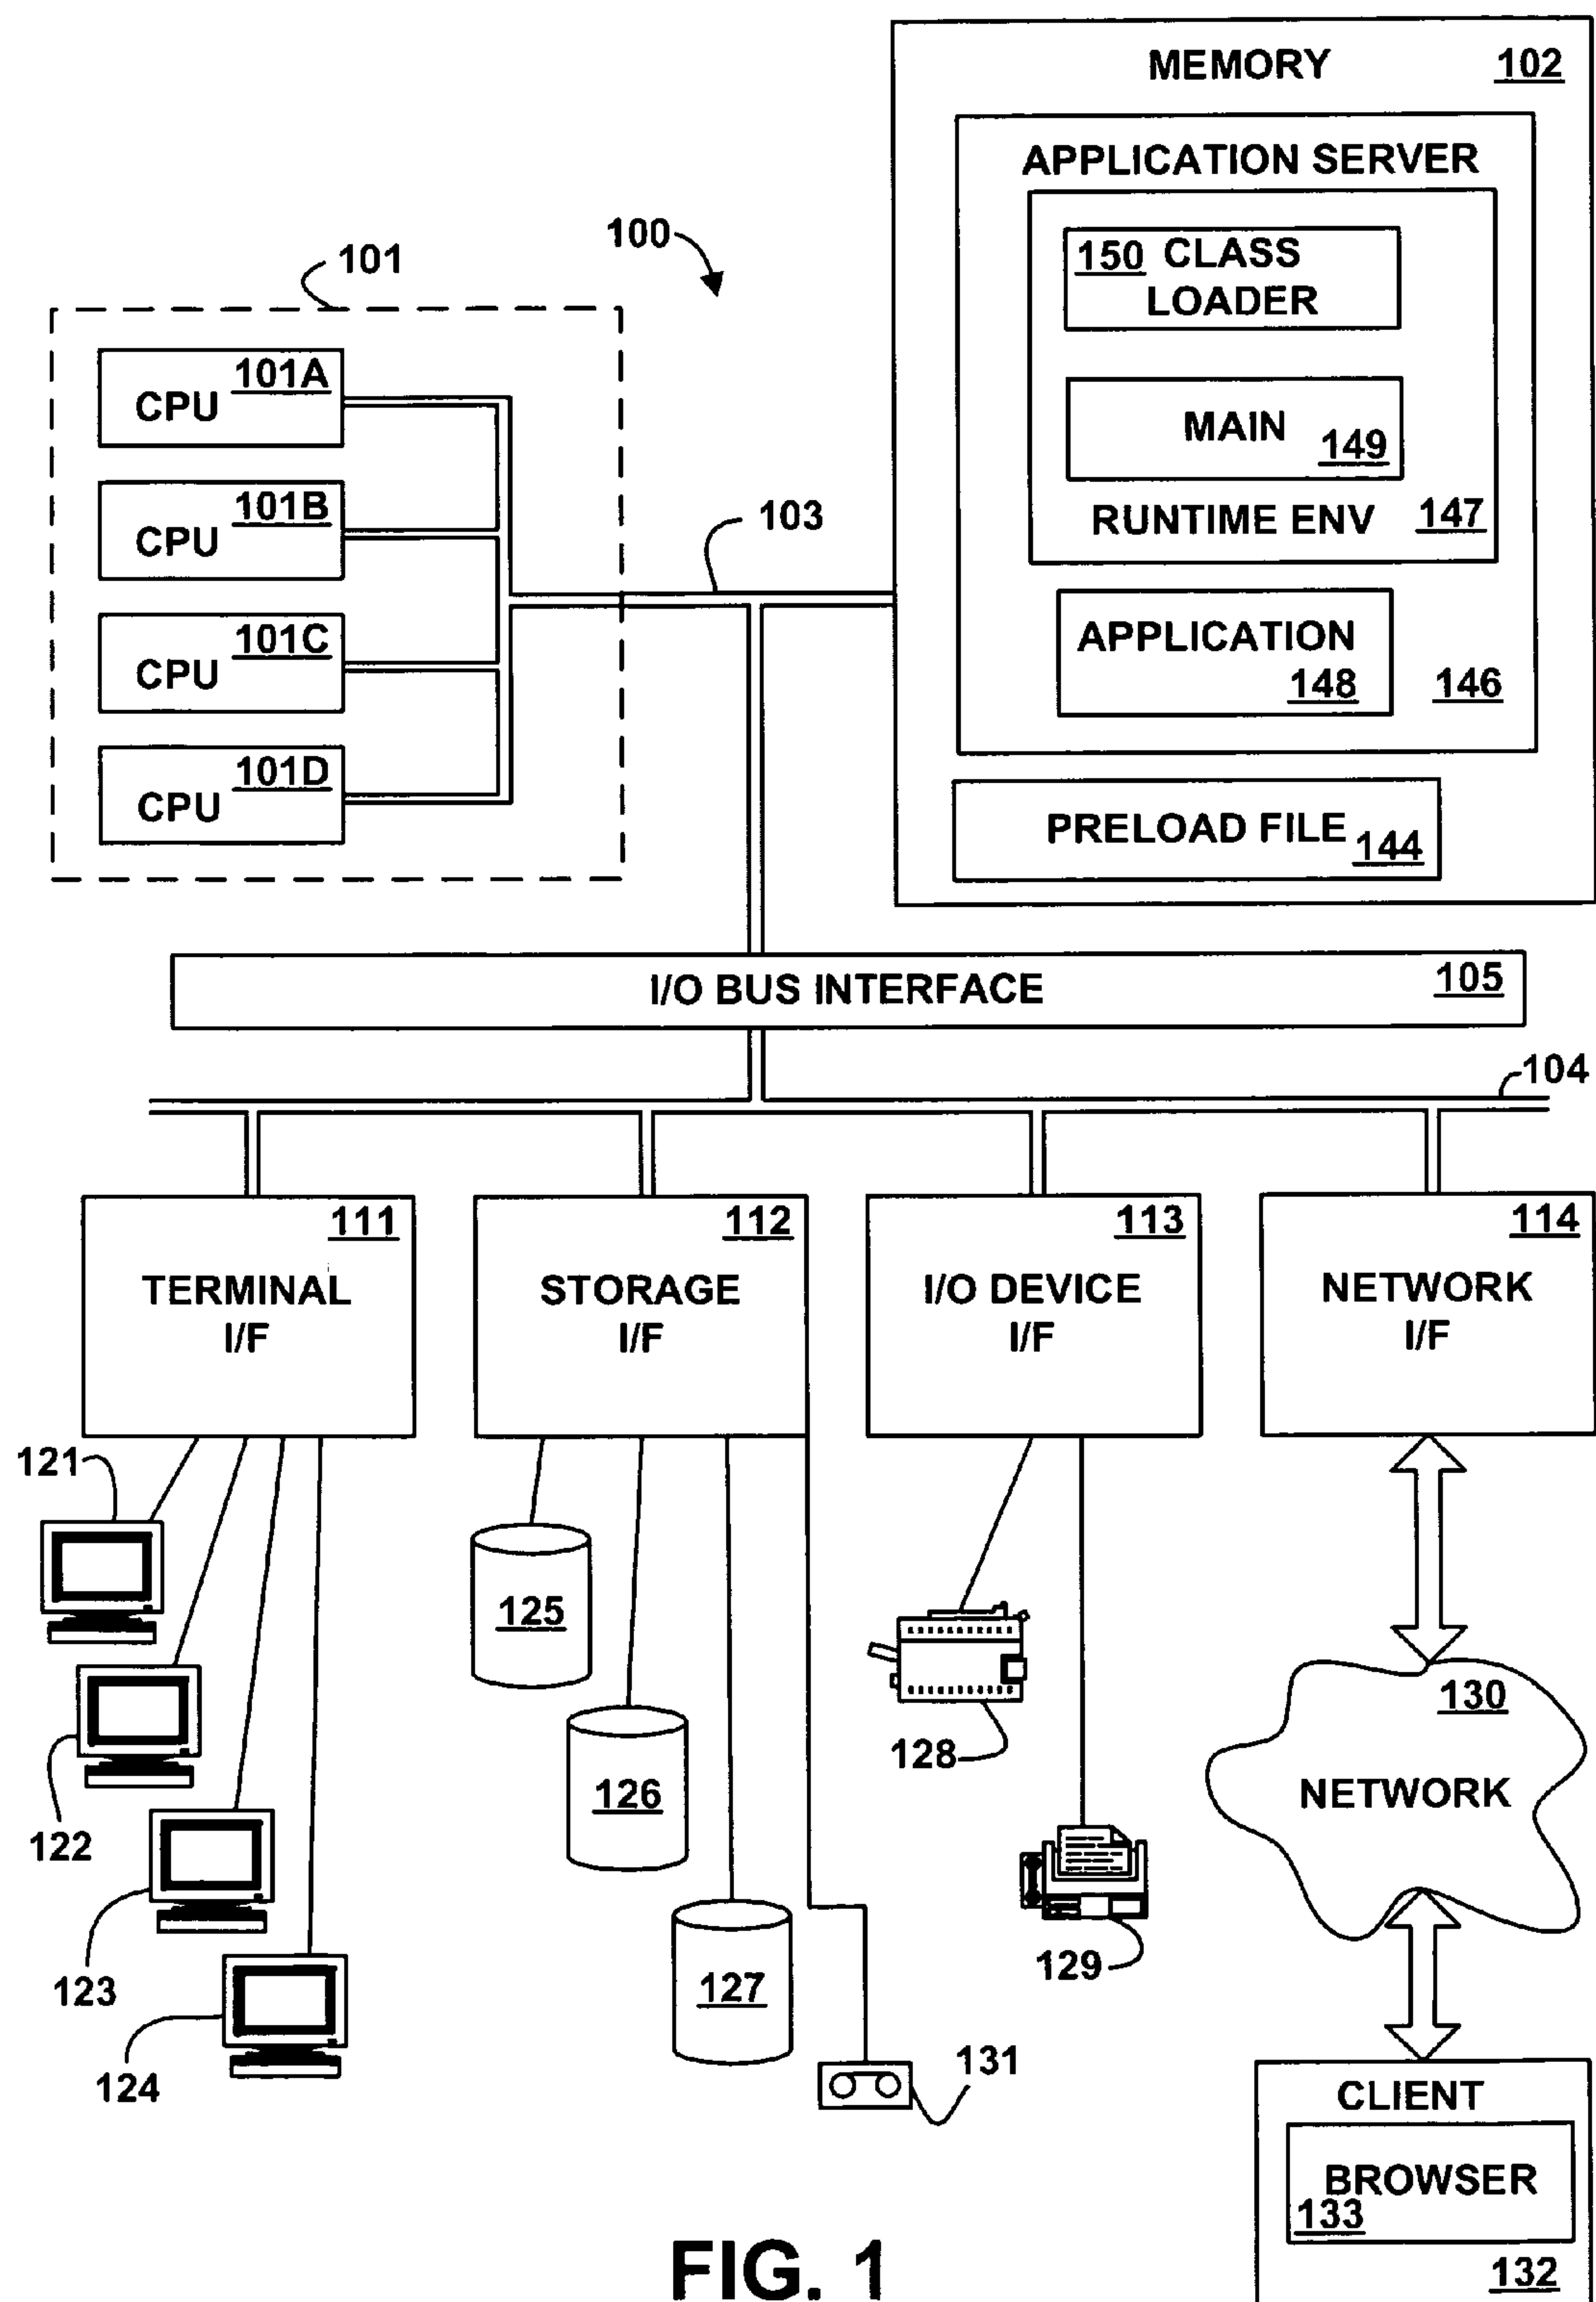 MEMORY 102
APPLICATION SERVER
150 CLASS
LOADER
MAIN 149
RUNTIME ENV 147
APPLICATION
148
146
PRELOAD FILE 144
100
101
CPU 101A
CPU 101B
CPU 101C
CPU 101D
103
I/O BUS INTERFACE 105
104
111
TERMINAL
I/F
112
STORAGE
I/F
113
I/O DEVICE
I/F
114
NETWORK
I/F
121
122
123
124
125
126
127
131
128
129
130
NETWORK
CLIENT
BROWSER
133
132
FIG. 1